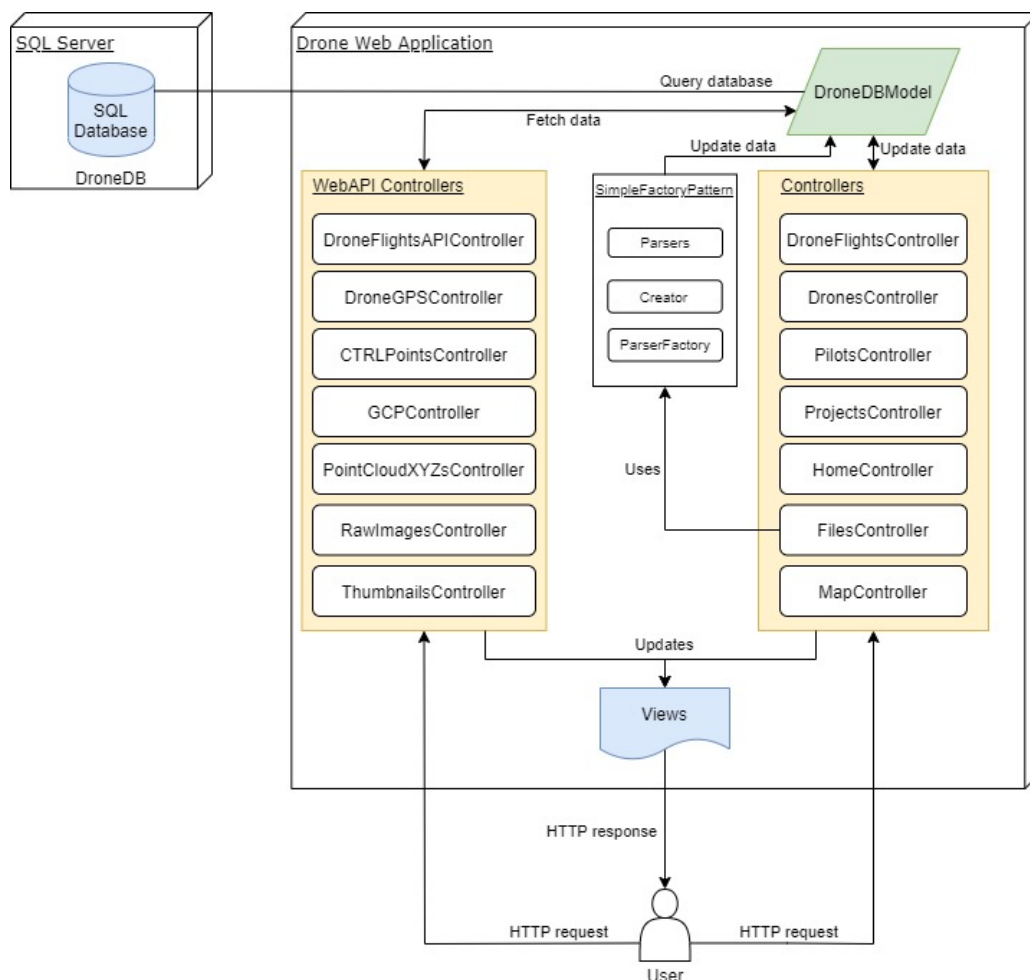 SQL Server
SQL
Database
DroneDB
Drone Web Application
Query database
DroneDBModel
Fetch data
Update data
Update data
WebAPI Controllers
DroneFlightsAPIController
DroneGPSController
CTRLPointsController
GCPController
PointCloudXYZsController
RawImagesController
ThumbnailsController
SimpleFactoryPattern
Parsers
Creator
ParserFactory
Controllers
DroneFlightsController
DronesController
PilotsController
ProjectsController
HomeController
FilesController
MapController
Uses
Updates
Views
HTTP response
HTTP request
HTTP request
User